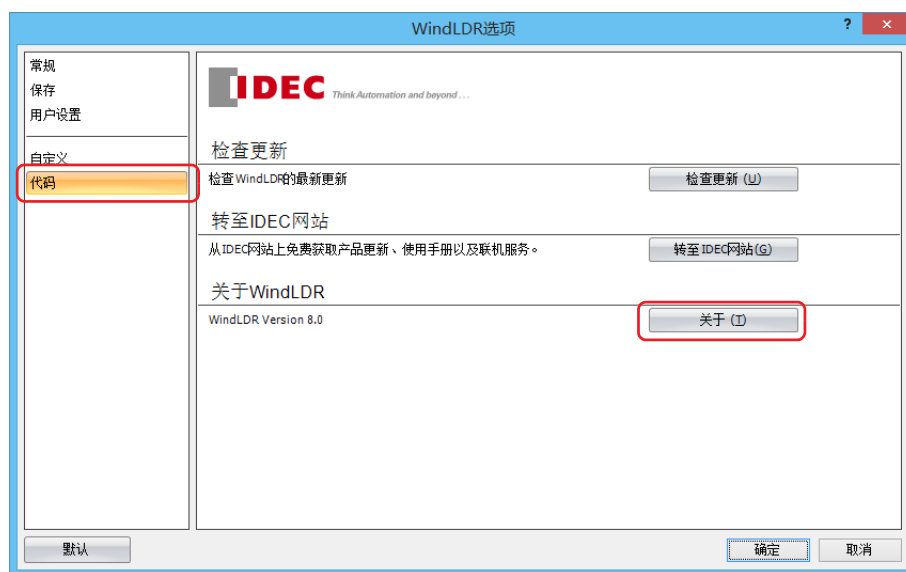 WindLDR选项
?
×
常规
保存
用户设置
自定义
代码
IDEC Think Automation and beyond...
检查更新
检查WindLDR的最新更新 检查更新 (U)
转至IDEC网站
从IDEC网站上免费获取产品更新、使用手册以及联机服务。 转至IDEC网站(G)
关于WindLDR
WindLDR Version 8.0 关于 (T)
默认 确定 取消